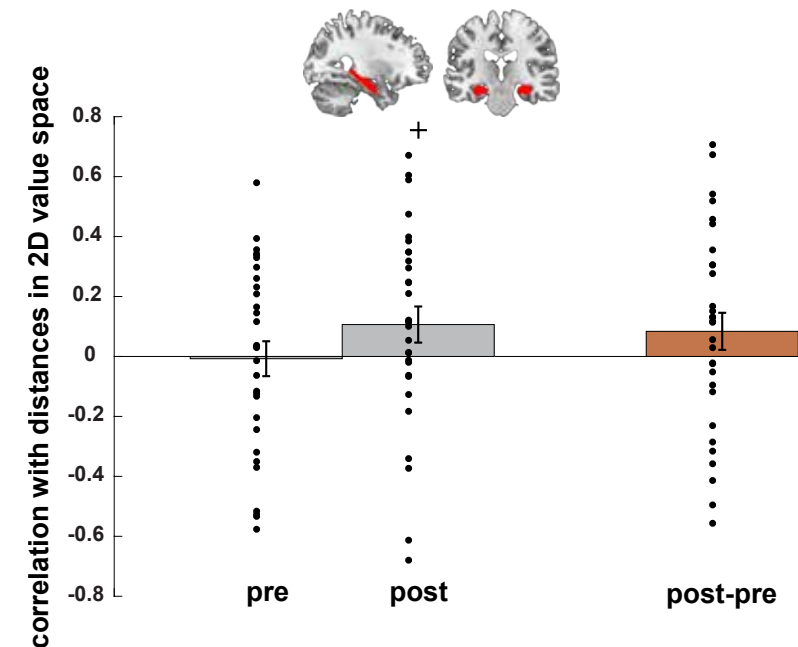 correlation with distances in 2D value space
+
0.8
0.6
0.4
0.2
0
-0.2
-0.4
-0.6
-0.8
pre
post
post-pre